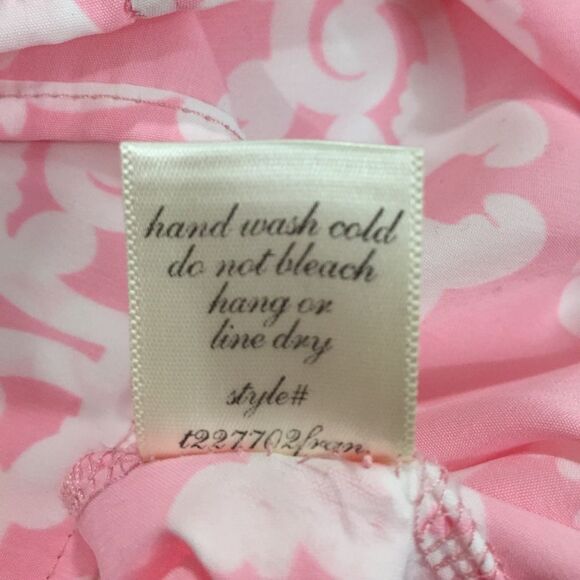 hand wash cold
do not bleach
hang or
line dry
style#
t227702fran